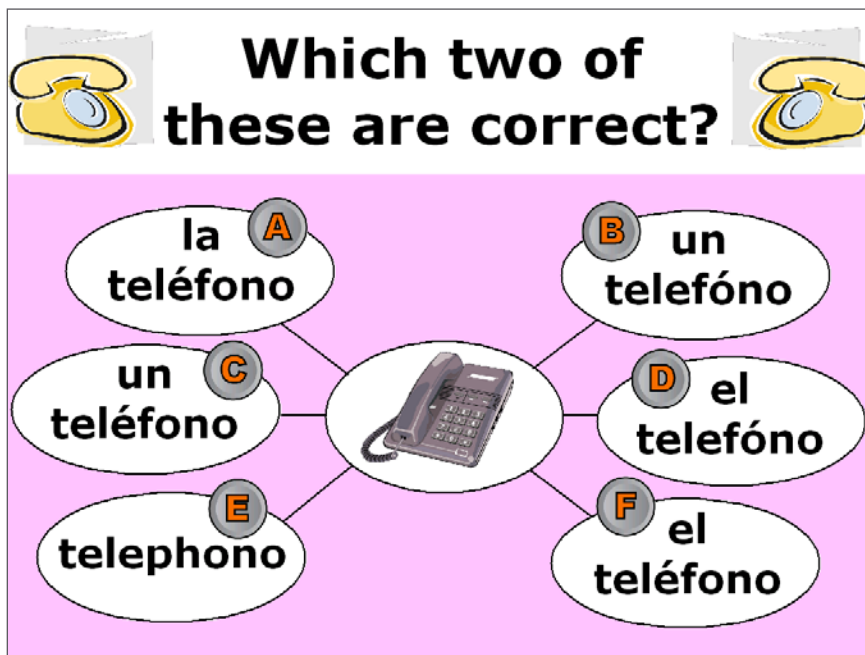 Which two of
these are correct?
A
la
teléfono
B
un
telefóno
C
un
teléfono
D
el
telefóno
E
telephono
F
el
teléfono